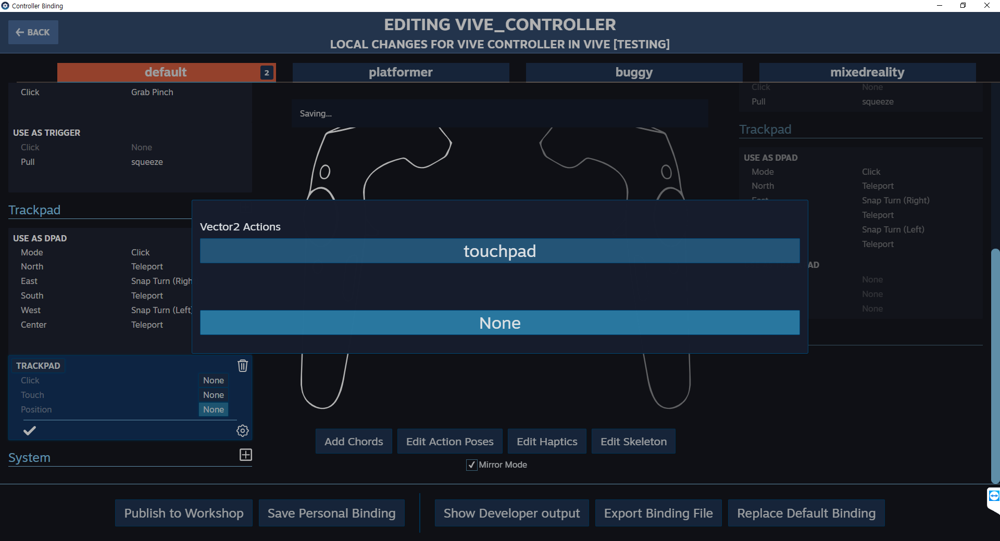 Controller Binding
BACK
EDITING VIVE_CONTROLLER
LOCAL CHANGES FOR VIVE CONTROLLER IN VIVE [TESTING]
default 2 platformer buggy mixedreality
Click Grab Pinch
USE AS TRIGGER
Click None
Pull squeeze
Trackpad
USE AS DPAD
Mode Click
North Teleport
East Snap Turn (Righ
South Teleport
West Snap Turn (Left)
Center Teleport
TRACKPAD
Click None
Touch None
Position None
System
Saving...
Vector2 Actions
touchpad
None
Add Chords Edit Action Poses Edit Haptics Edit Skeleton
Mirror Mode
Click None
Pull squeeze
Trackpad
USE AS DPAD
Mode Click
North Teleport
East Snap Turn (Right)
Teleport
Snap Turn (Left)
Teleport
AD
None
None
None
Publish to Workshop Save Personal Binding Show Developer output Export Binding File Replace Default Binding